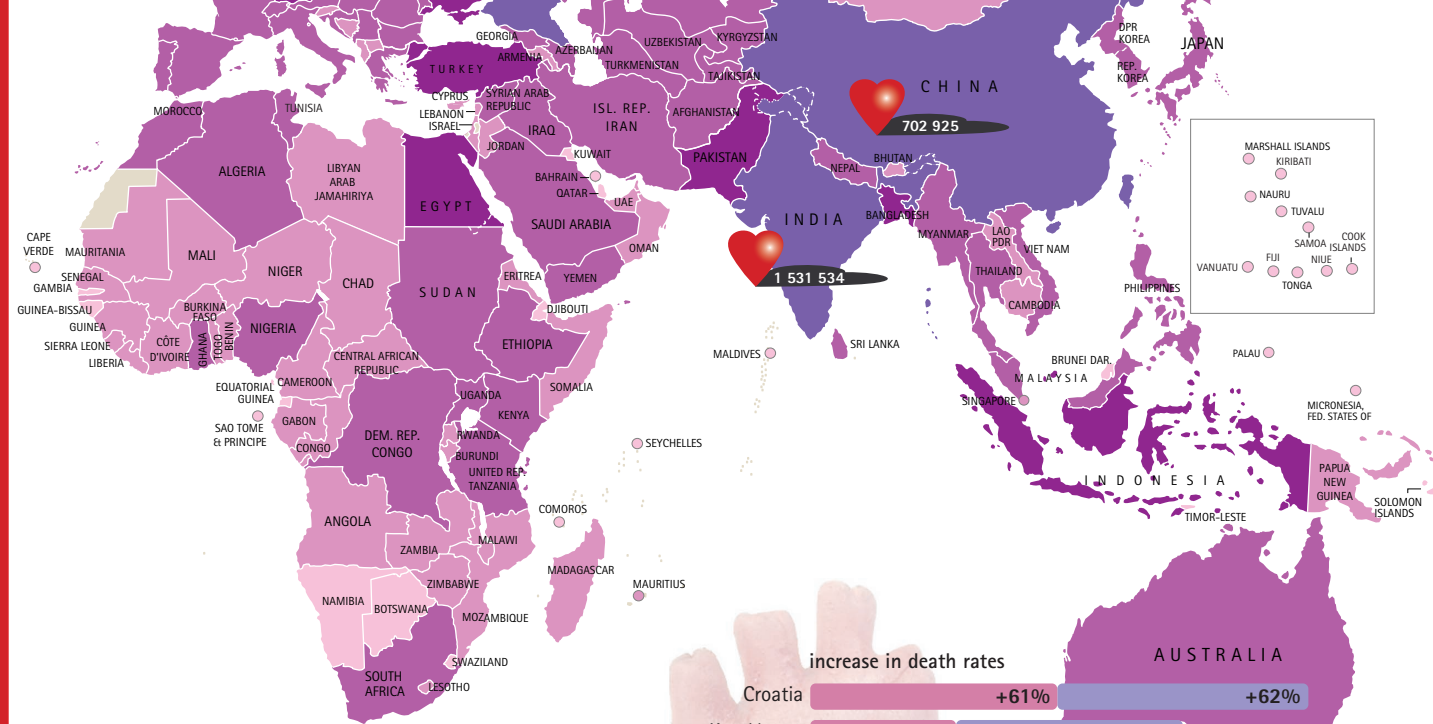 GEORGIA
ARMENIA
AZERBAIJAN
UZBEKISTAN
KYRGYZSTAN
TURKMENISTAN
TAJIKISTAN
DPR
KOREA
REP.
KOREA
JAPAN
TURKEY
CHINA
702 925
CYPRUS
LEBANON
ISRAEL
SYRIAN ARAB
REPUBLIC
IRAQ
JORDAN
ISL. REP.
IRAN
AFGHANISTAN
PAKISTAN
KUWAIT
BAHRAIN
QATAR
UAE
SAUDI ARABIA
OMAN
YEMEN
NEPAL
BHUTAN
INDIA
1 531 534
BANGLADESH
MYANMAR
LAO
PDR
VIET NAM
THAILAND
CAMBODIA
PHILIPPINES
SRI LANKA
MALDIVES
BRUNEI DAR.
MALAYSIA
SINGAPORE
INDONESIA
TIMOR-LESTE
PAPUA
NEW
GUINEA
SOLOMON
ISLANDS
PALAU
MICRONESIA,
FED. STATES OF
MARSHALL ISLANDS
KIRIBATI
NAURU
TUVALU
SAMOA
COOK
ISLANDS
VANUATU
FIJI
TONGA
NIUE
AUSTRALIA
MOROCCO
TUNISIA
ALGERIA
LIBYAN
ARAB
JAMAHIRIYA
EGYPT
CAPE
VERDE
MAURITANIA
MALI
NIGER
CHAD
SUDAN
ERITREA
DJIBOUTI
SENEGAL
GAMBIA
GUINEA-BISSAU
GUINEA
SIERRA LEONE
LIBERIA
CÔTE
D'IVOIRE
BURKINA
FASO
GHANA
TOGO
BENIN
NIGERIA
ETHIOPIA
SOMALIA
CENTRAL AFRICAN
REPUBLIC
CAMEROON
EQUATORIAL
GUINEA
SAO TOME
& PRINCIPE
GABON
CONGO
DEM. REP.
CONGO
UGANDA
KENYA
RWANDA
BURUNDI
UNITED REP.
TANZANIA
SEYCHELLES
COMOROS
ANGOLA
ZAMBIA
MALAWI
MADAGASCAR
MAURITIUS
ZIMBABWE
NAMIBIA
BOTSWANA
MOZAMBIQUE
SWAZILAND
SOUTH
AFRICA
LESOTHO
increase in death rates
Croatia +61% +62%